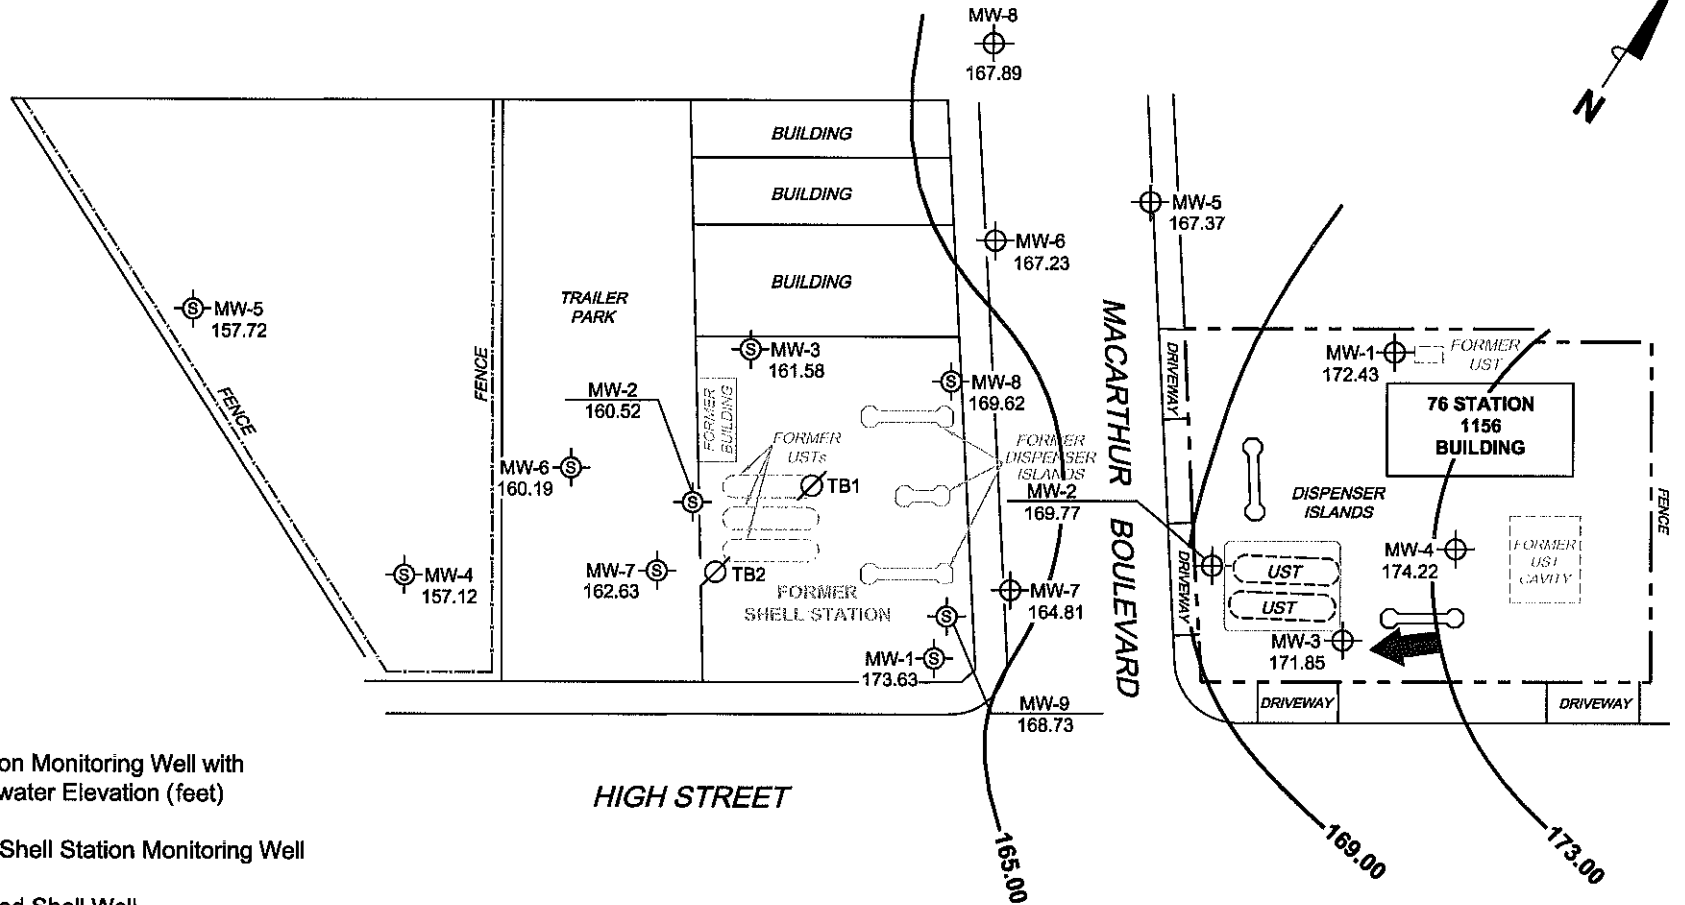 MW-8
167.89
N
BUILDING
BUILDING
BUILDING
MW-5
167.37
MW-6
167.23
MW-5
157.72
TRAILER
PARK
FENCE
FENCE
MW-3
161.58
MW-2
160.52
FORMER
BUILDING
MW-8
169.62
FORMER
USTs
FORMER
DISPENSER
ISLANDS
MW-6
160.19
TB1
MW-2
169.77
MACARTHUR BOULEVARD
DRIVEWAY
MW-1
172.43
FORMER
UST
76 STATION
1156
BUILDING
DISPENSER
ISLANDS
FENCE
MW-4
174.22
FORMER
UST
CAVITY
UST
UST
DRIVEWAY
MW-3
171.85
MW-4
157.12
MW-7
162.63
TB2
FORMER
SHELL STATION
MW-7
164.81
MW-1
173.63
MW-9
168.73
DRIVEWAY
DRIVEWAY
HIGH STREET
165.00
169.00
173.00
on Monitoring Well with
water Elevation (feet)
Shell Station Monitoring Well